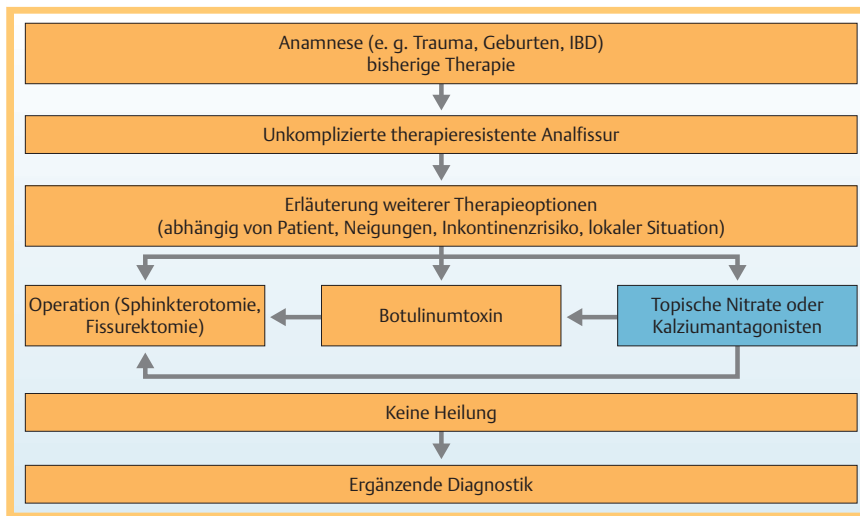 Anamnese (e. g. Trauma, Geburten, IBD)
bisherige Therapie
Unkomplizierte therapieresistente Analfissur
Erläuterung weiterer Therapieoptionen
(abhängig von Patient, Neigungen, Inkontinenzrisiko, lokaler Situation)
Operation (Sphinkterotomie,
Fissurektomie)
Botulinumtoxin
Topische Nitrate oder
Kalziumantagonisten
Keine Heilung
Ergänzende Diagnostik